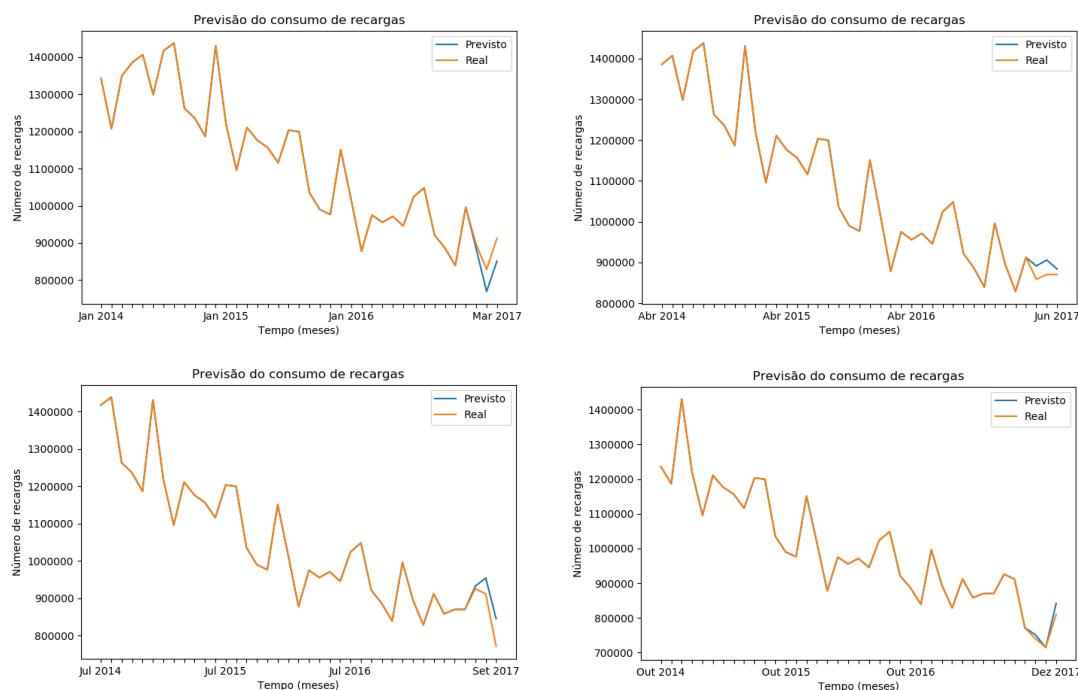 Previsão do consumo de recargas
Previsto
Real
Número de recargas
1400000
1300000
1200000
1100000
1000000
900000
800000
Jan 2014
Jan 2015
Jan 2016
Mar 2017
Tempo (meses)
Previsão do consumo de recargas
Previsto
Real
Número de recargas
1400000
1300000
1200000
1100000
1000000
900000
800000
Abr 2014
Abr 2015
Abr 2016
Jun 2017
Tempo (meses)
Previsão do consumo de recargas
Previsto
Real
Número de recargas
1400000
1300000
1200000
1100000
1000000
900000
800000
Jul 2014
Jul 2015
Jul 2016
Set 2017
Tempo (meses)
Previsão do consumo de recargas
Previsto
Real
Número de recargas
1400000
1300000
1200000
1100000
1000000
900000
800000
700000
Out 2014
Out 2015
Out 2016
Dez 2017
Tempo (meses)